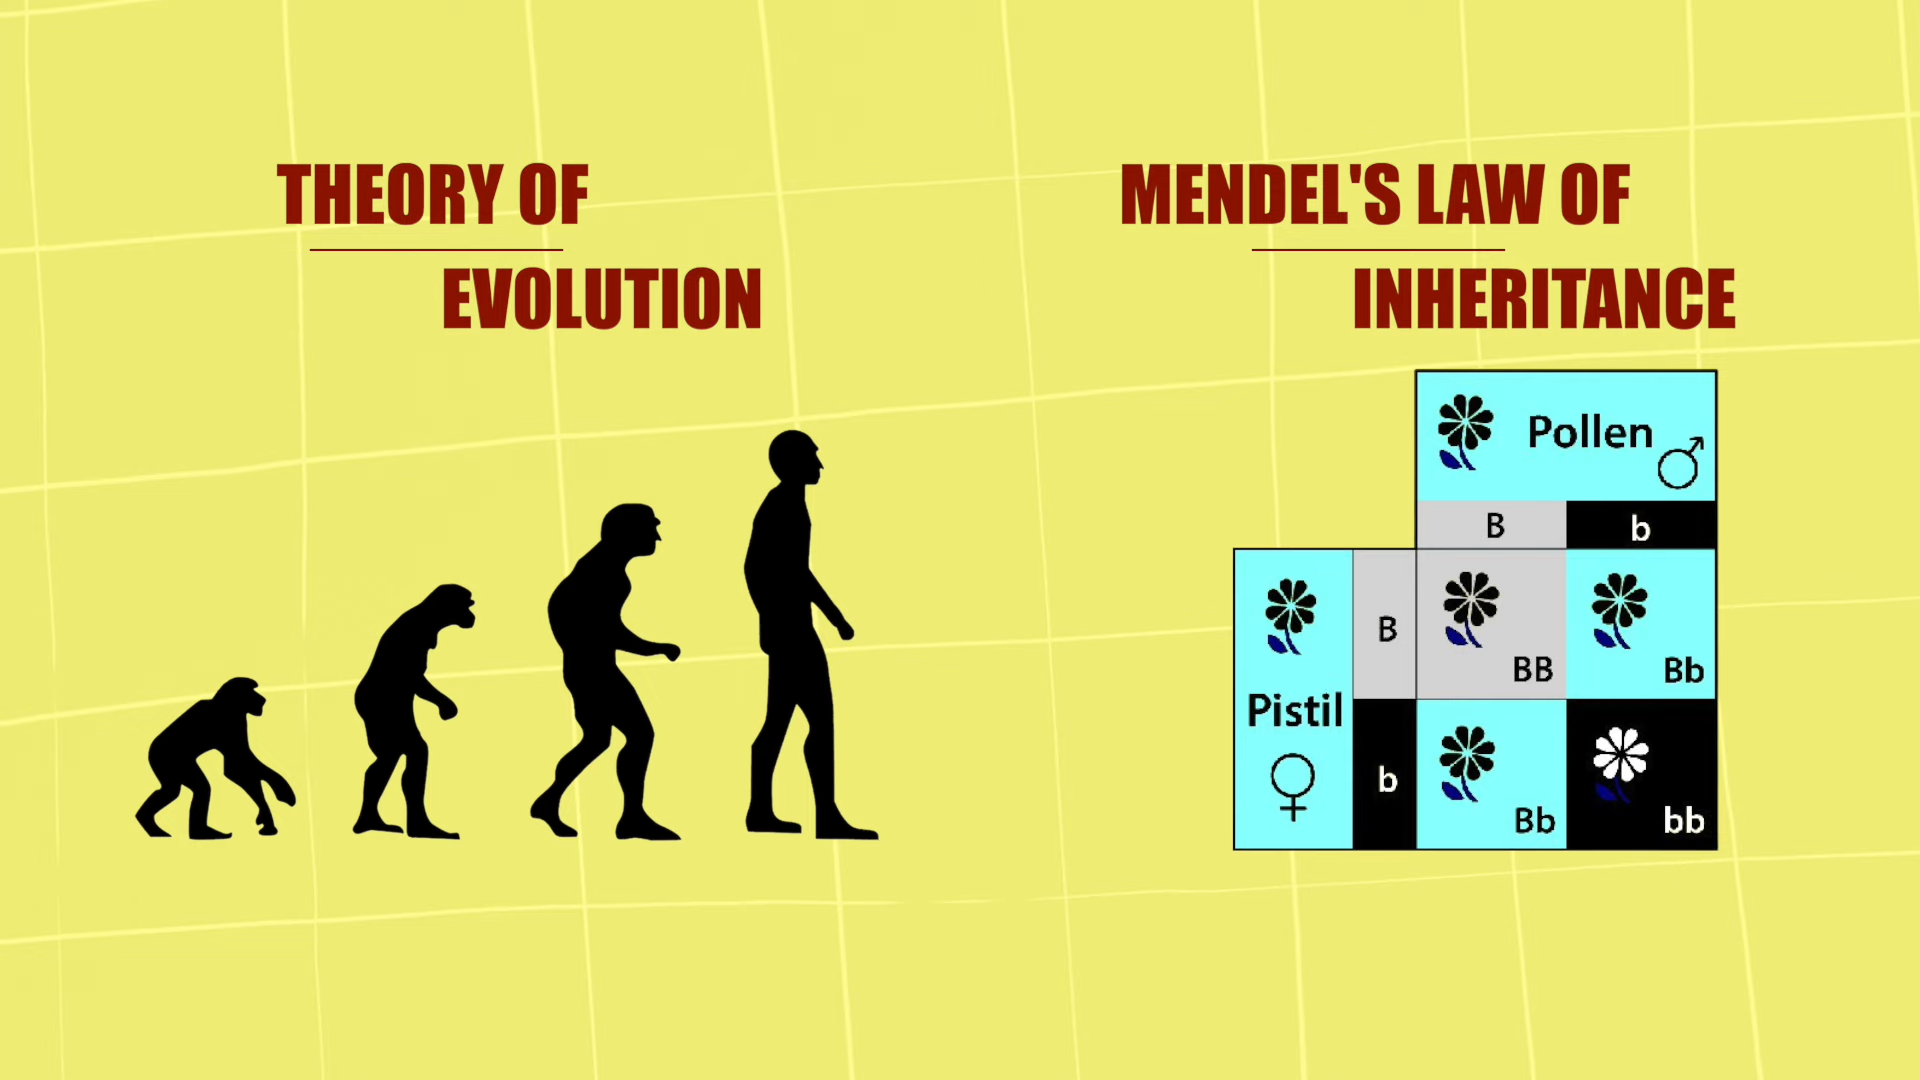 THEORY OF
EVOLUTION
MENDEL'S LAW OF
INHERITANCE
Pollen
B b
B
BB
Bb
Pistil
b
Bb
bb